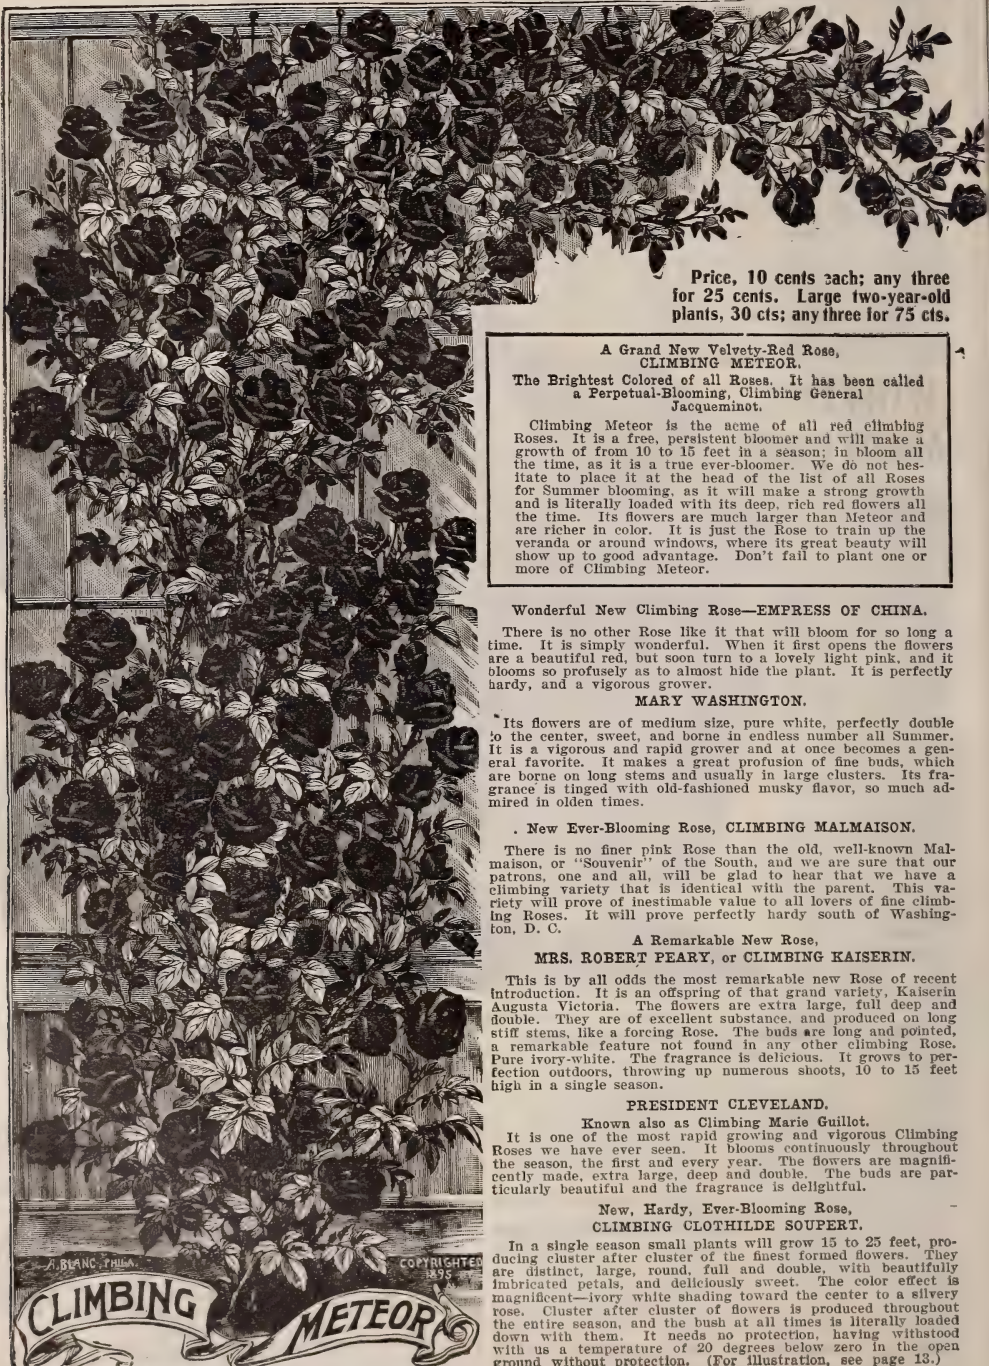 Price, 10 cents each; any three
for 25 cents. Large two-year-old
plants, 30 cts; any three for 75 cts.
A Grand New Velvety-Red Rose,
CLIMBING METEOR.
The Brightest Colored of all Roses. It has been called
a Perpetual-Blooming, Climbing General
Jacqueminot.
Climbing Meteor is the acme of all red climbing
Roses. It is a free, persistent bloomer and will make a
growth of from 10 to 15 feet in a season; in bloom all
the time, as it is a true ever-bloomer. We do not hes-
itate to place it at the head of the list of all Roses
for Summer blooming, as it will make a strong growth
and is literally loaded with its deep, rich red flowers all
the time. Its flowers are much larger than Meteor and
are richer in color. It is just the Rose to train up the
veranda or around windows, where its great beauty will
show up to good advantage. Don't fail to plant one or
more of Climbing Meteor.
Wonderful New Climbing Rose—EMPRESS OF CHINA.
There is no other Rose like it that will bloom for so long a
time. It is simply wonderful. When it first opens the flowers
are a beautiful red, but soon turn to a lovely light pink, and it
blooms so profusely as to almost hide the plant. It is perfectly
hardy, and a vigorous grower.
MARY WASHINGTON.
Its flowers are of medium size, pure white, perfectly double
to the center, sweet, and borne in endless number all Summer.
It is a vigorous and rapid grower and at once becomes a gen-
eral favorite. It makes a great profusion of fine buds, which
are borne on long stems and usually in large clusters. Its fra-
grance is tinged with old-fashioned musky flavor, so much ad-
mired in olden times.
New Ever-Blooming Rose, CLIMBING MALMAISON.
There is no finer pink Rose than the old, well-known Mal-
maison, or "Souvenir" of the South, and we are sure that our
patrons, one and all, will be glad to hear that we have a
climbing variety that is identical with the parent. This va-
riety will prove of inestimable value to all lovers of fine climb-
ing Roses. It will prove perfectly hardy south of Washing-
ton, D. C.
A Remarkable New Rose,
MRS. ROBERT PEARY, or CLIMBING KAISERIN.
This is by all odds the most remarkable new Rose of recent
introduction. It is an offspring of that grand variety, Kaiserin
Augusta Victoria. The flowers are extra large, full deep and
double. They are of excellent substance, and produced on long
stiff stems, like a forcing Rose. The buds are long and pointed,
a remarkable feature not found in any other climbing Rose.
Pure ivory-white. The fragrance is delicious. It grows to per-
fection outdoors, throwing up numerous shoots, 10 to 15 feet
high in a single season.
PRESIDENT CLEVELAND.
Known also as Climbing Marie Guillot.
It is one of the most rapid growing and vigorous Climbing
Roses we have ever seen. It blooms continuously throughout
the season, the first and every year. The flowers are magnifi-
cently made, extra large, deep and double. The buds are par-
ticularly beautiful and the fragrance is delightful.
New, Hardy, Ever-Blooming Rose,
CLIMBING CLOTHILDE SOUPERT.
In a single season small plants will grow 15 to 25 feet, pro-
ducing cluster after cluster of the finest formed flowers. They
are distinct, large, round, full and double, with beautifully
imbricated petals, and deliciously sweet. The color effect is
magnificent—ivory white shading toward the center to a silvery
rose. Cluster after cluster of flowers is produced throughout
the entire season, and the bush at all times is literally loaded
down with them. It needs no protection, having withstood
with us a temperature of 20 degrees below zero in the open
ground without protection. (For illustration, see page 13.)
A. BLANC. PHILA.
COPYRIGHTED
1895
CLIMBING
METEOR